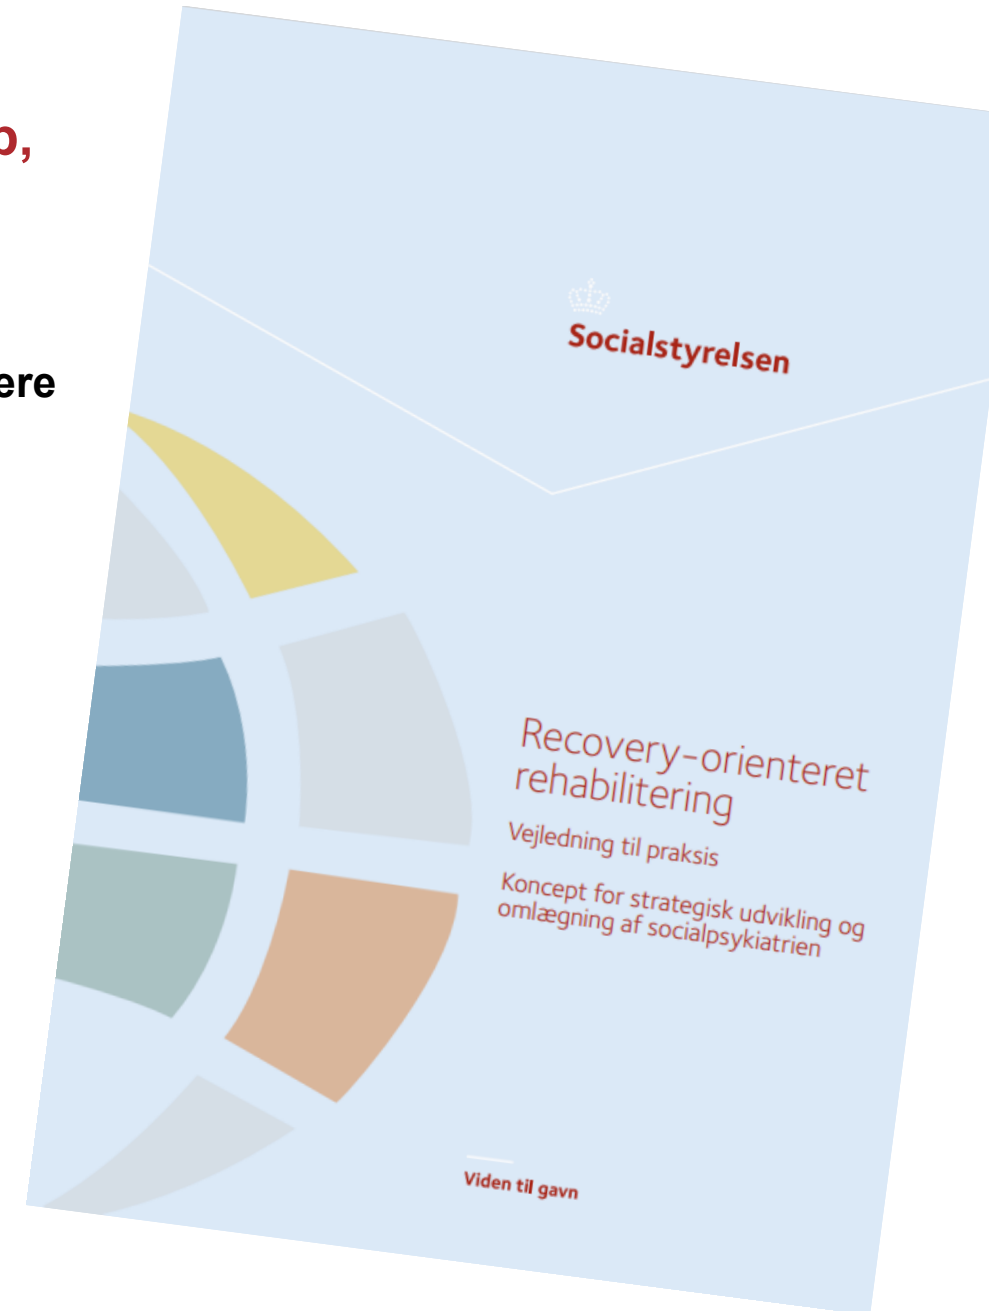 ere
Socialstyrelsen
Recovery-orienteret
rehabilitering
Vejledning til praksis
Koncept for strategisk udvikling og
omlægning af socialpsykiatrien
Viden til gavn